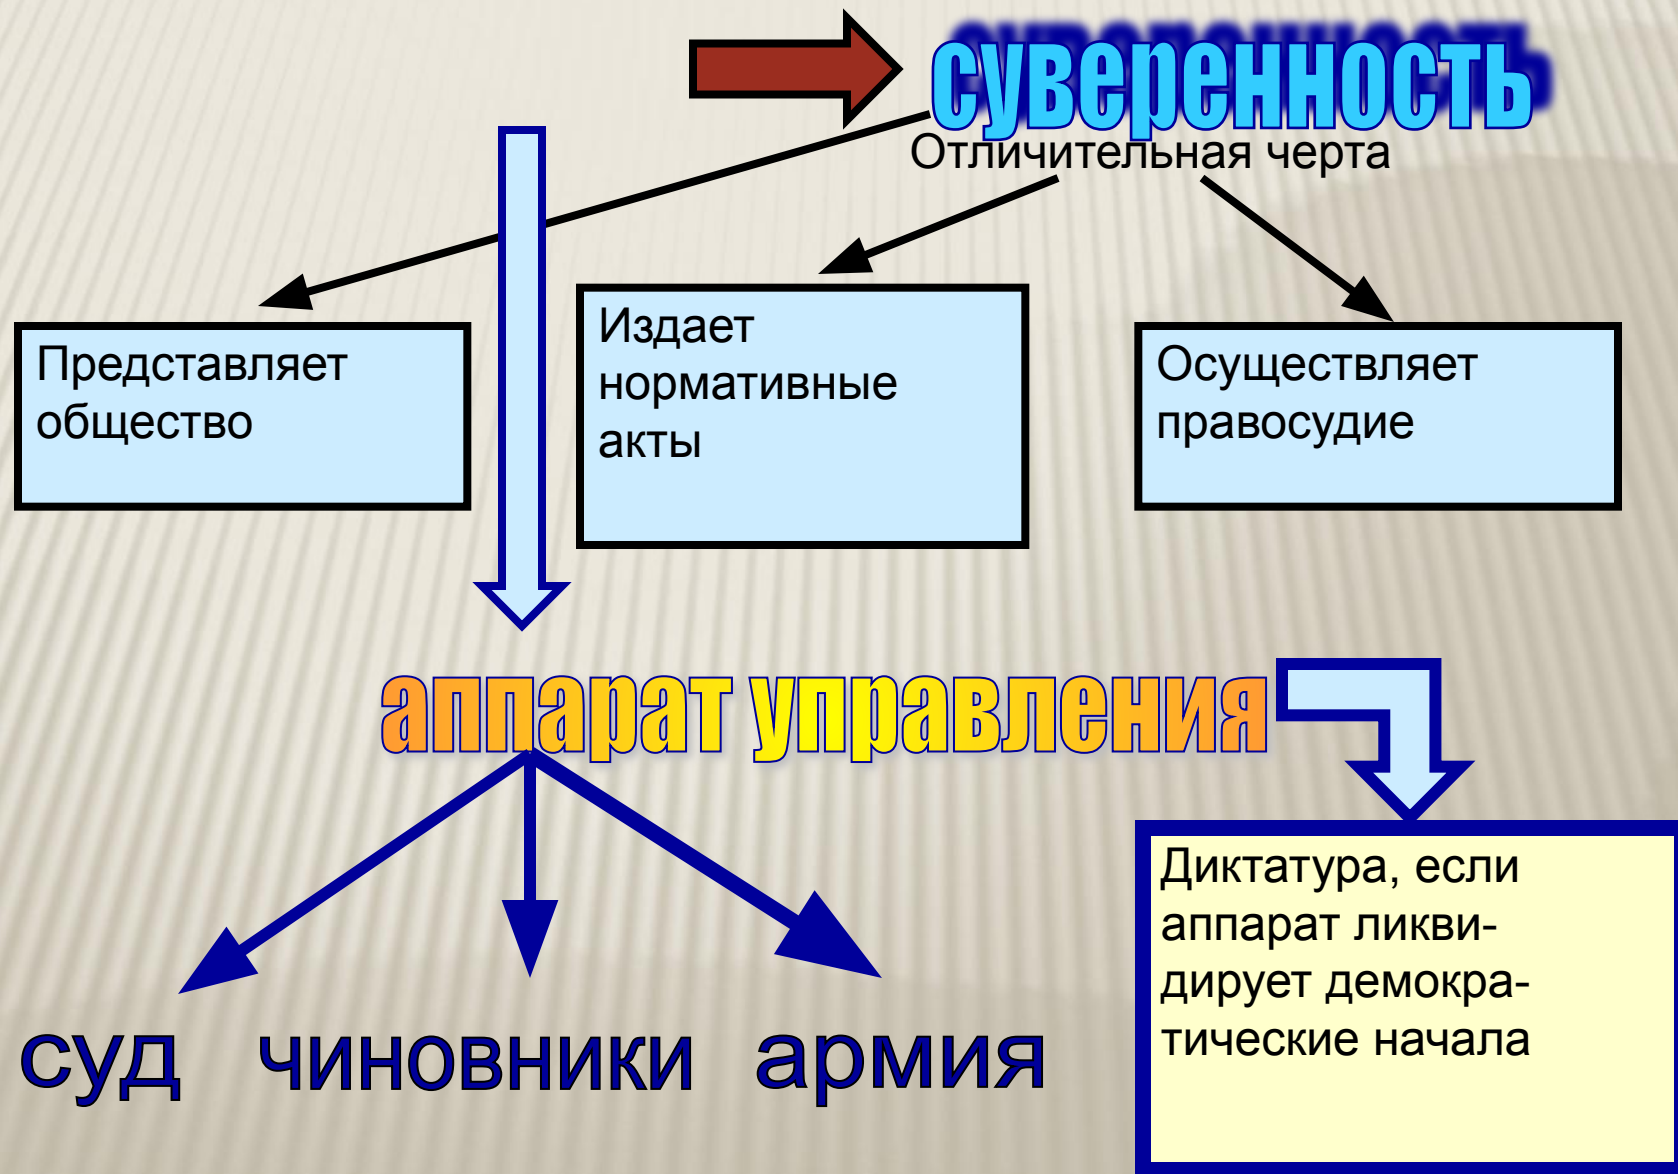 суверенность
Отличительная черта
Представляет
общество
Издает
нормативные
акты
Осуществляет
правосудие
аппарат управления
суд чиновники армия
Диктатура, если
аппарат ликви-
дирует демокра-
тические начала